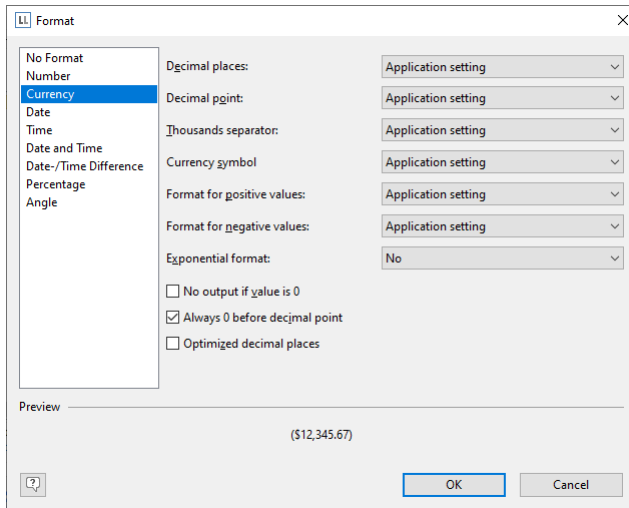 LL Format
No Format
Number
Currency
Date
Time
Date and Time
Date-/Time Difference
Percentage
Angle
Decimal places: Application setting
Decimal point: Application setting
Thousands separator: Application setting
Currency symbol Application setting
Format for positive values: Application setting
Format for negative values: Application setting
Exponential format: No
No output if value is 0
Always 0 before decimal point
Optimized decimal places
Preview
($12,345.67)
?
OK Cancel